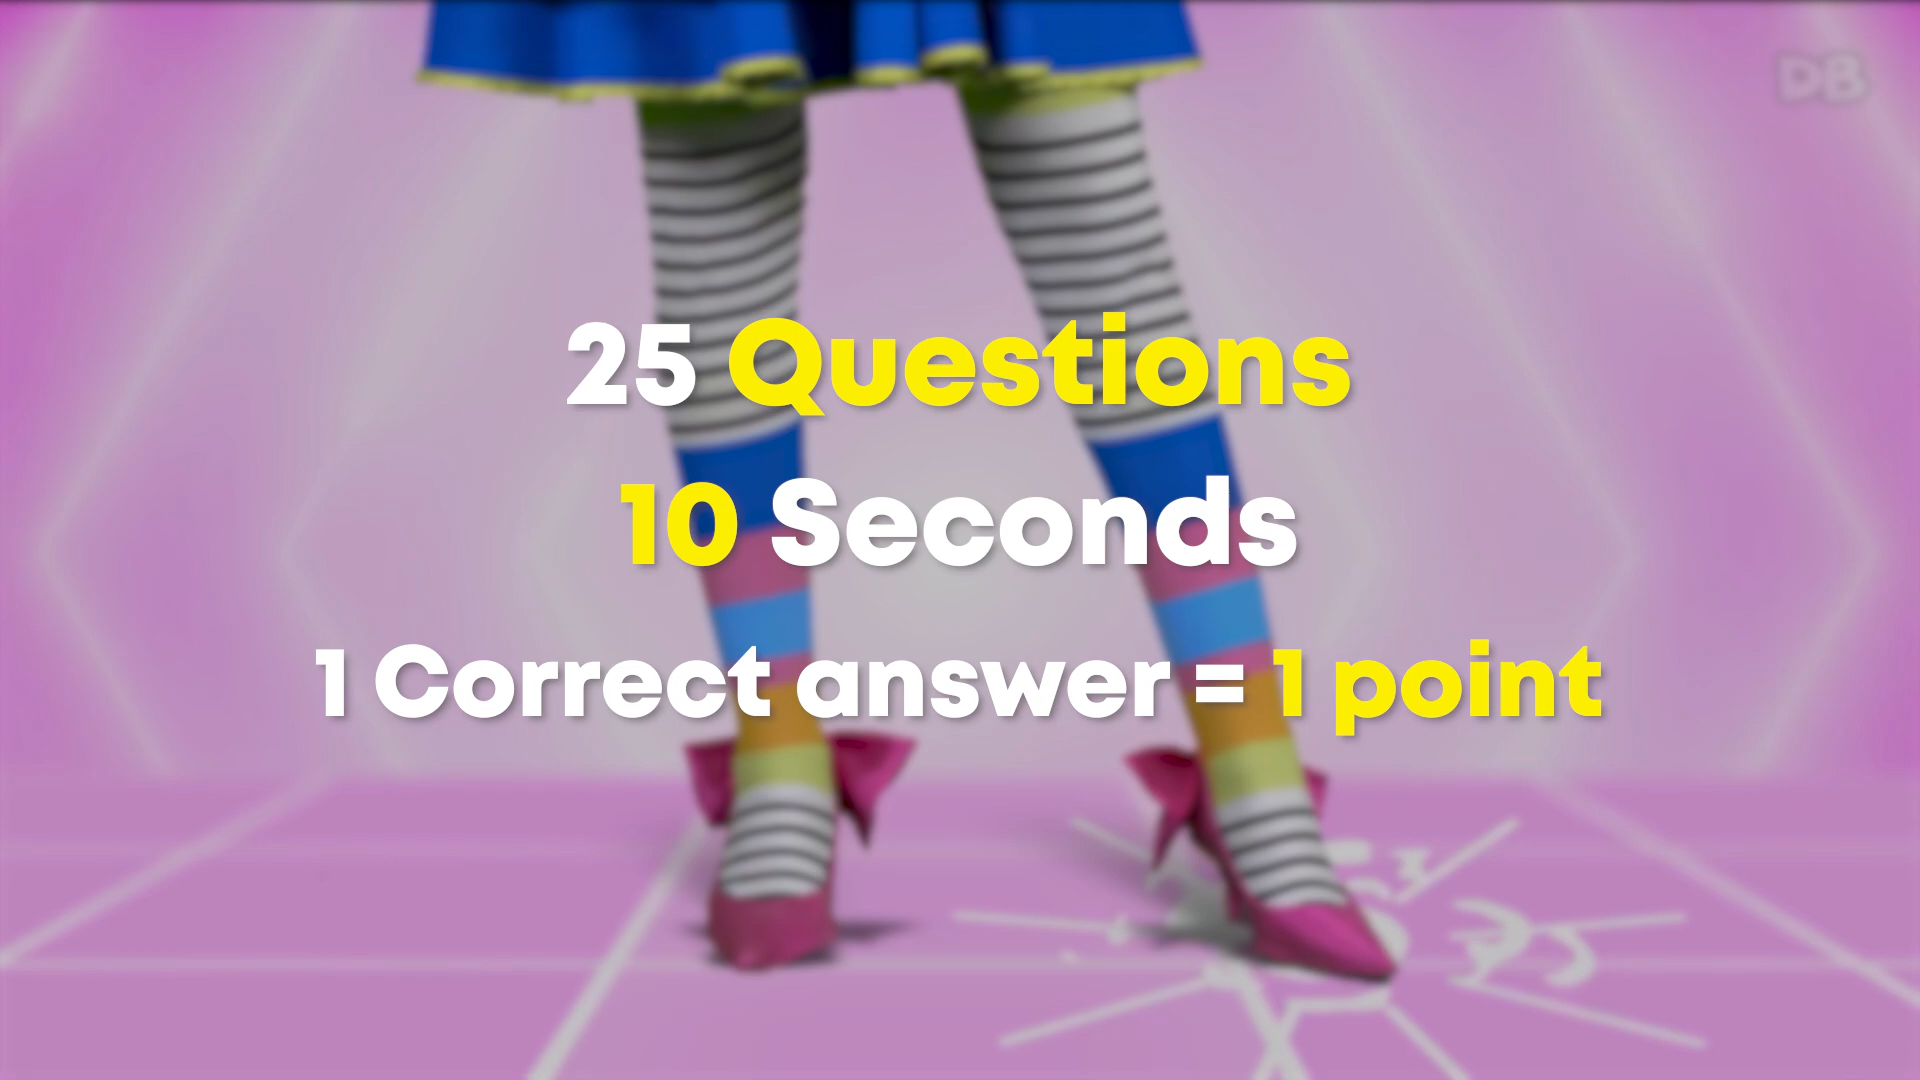 DB
25 Questions
10 Seconds
1 Correct answer = 1 point